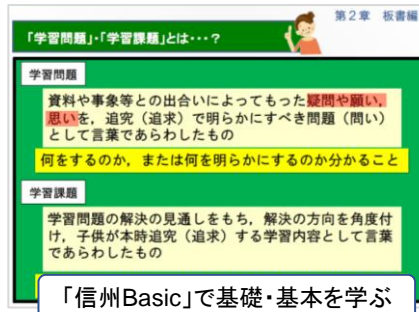 第2章 板書編
「学習問題」・「学習課題」とは・・・？
学習問題
資料や事象等との出合いによってもった疑問や願い，
思いを，追究（追求）で明らかにすべき問題（問い）
として言葉であらわしたもの
何をするのか，または何を明らかにするのか分かること
学習課題
学習問題の解決の見通しをもち，解決の方向を角度付
け，子供が本時追究（追求）する学習内容として言葉
であらわしたもの
「信州Basic」で基礎・基本を学ぶ